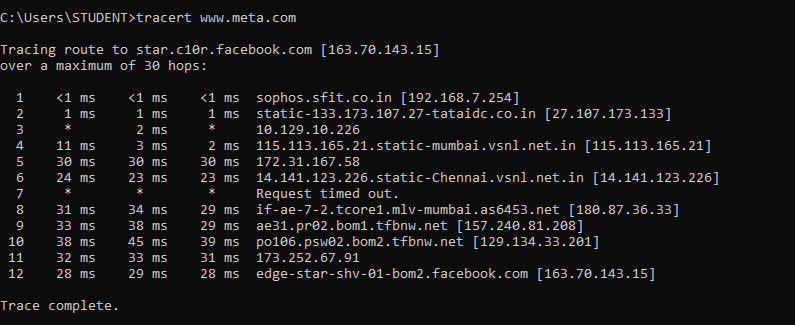 C:\Users\STUDENT>tracert www.meta.com
Tracing route to star.c10r.facebook.com [163.70.143.15]
over a maximum of 30 hops:
1 <1 ms <1 ms <1 ms sophos.sfit.co.in [192.168.7.254]
2 1 ms 1 ms 1 ms static-133.173.107.27-tataidc.co.in [27.107.173.133]
3 * 2 ms * 10.129.10.226
4 11 ms 3 ms 2 ms 115.113.165.21.static-mumbai.vsnl.net.in [115.113.165.21]
5 30 ms 30 ms 30 ms 172.31.167.58
6 24 ms 23 ms 23 ms 14.141.123.226.static-Chennai.vsnl.net.in [14.141.123.226]
7 * * * Request timed out.
8 31 ms 34 ms 29 ms if-ae-7-2.tcore1.mlv-mumbai.as6453.net [180.87.36.33]
9 33 ms 38 ms 29 ms ae31.pr02.bom1.tfbnw.net [157.240.81.208]
10 38 ms 45 ms 39 ms po106.psw02.bom2.tfbnw.net [129.134.33.201]
11 32 ms 33 ms 31 ms 173.252.67.91
12 28 ms 29 ms 28 ms edge-star-shv-01-bom2.facebook.com [163.70.143.15]
Trace complete.